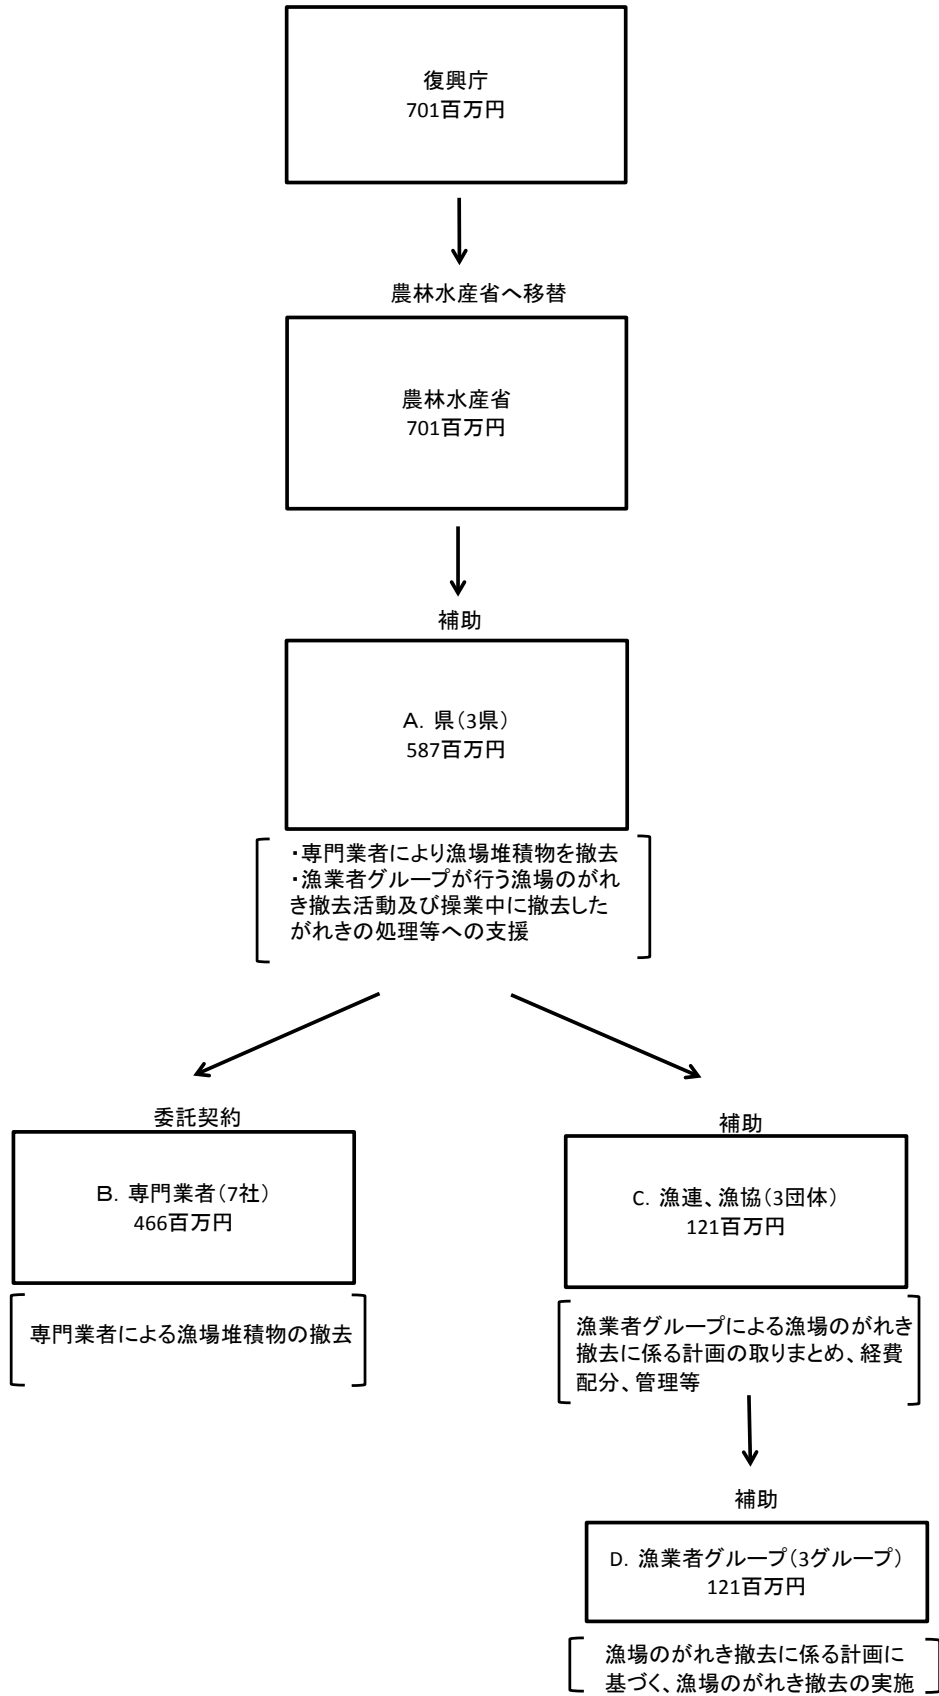 復興庁
701百万円
農林水産省へ移替
農林水産省
701百万円
補助
A. 県(3県)
587百万円
・専門業者により漁場堆積物を撤去
・漁業者グループが行う漁場のがれ
き撤去活動及び操業中に撤去した
がれきの処理等への支援
委託契約
B. 専門業者(7社)
466百万円
専門業者による漁場堆積物の撤去
補助
C. 漁連、漁協(3団体)
121百万円
漁業者グループによる漁場のがれき
撤去に係る計画の取りまとめ、経費
配分、管理等
補助
D. 漁業者グループ(3グループ)
121百万円
漁場のがれき撤去に係る計画に
基づく、漁場のがれき撤去の実施